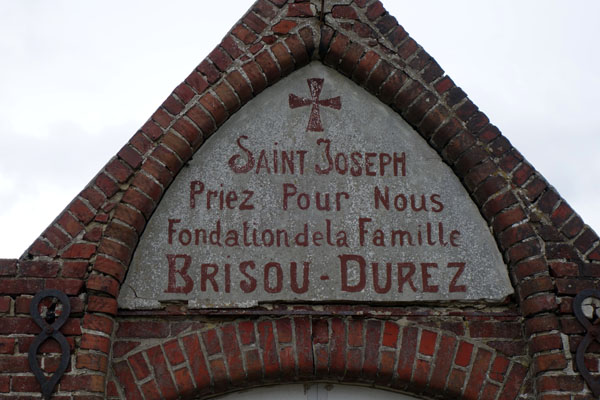 Saint Joseph
Priez Pour Nous
Fondation de la Famille
Brisou - Durez